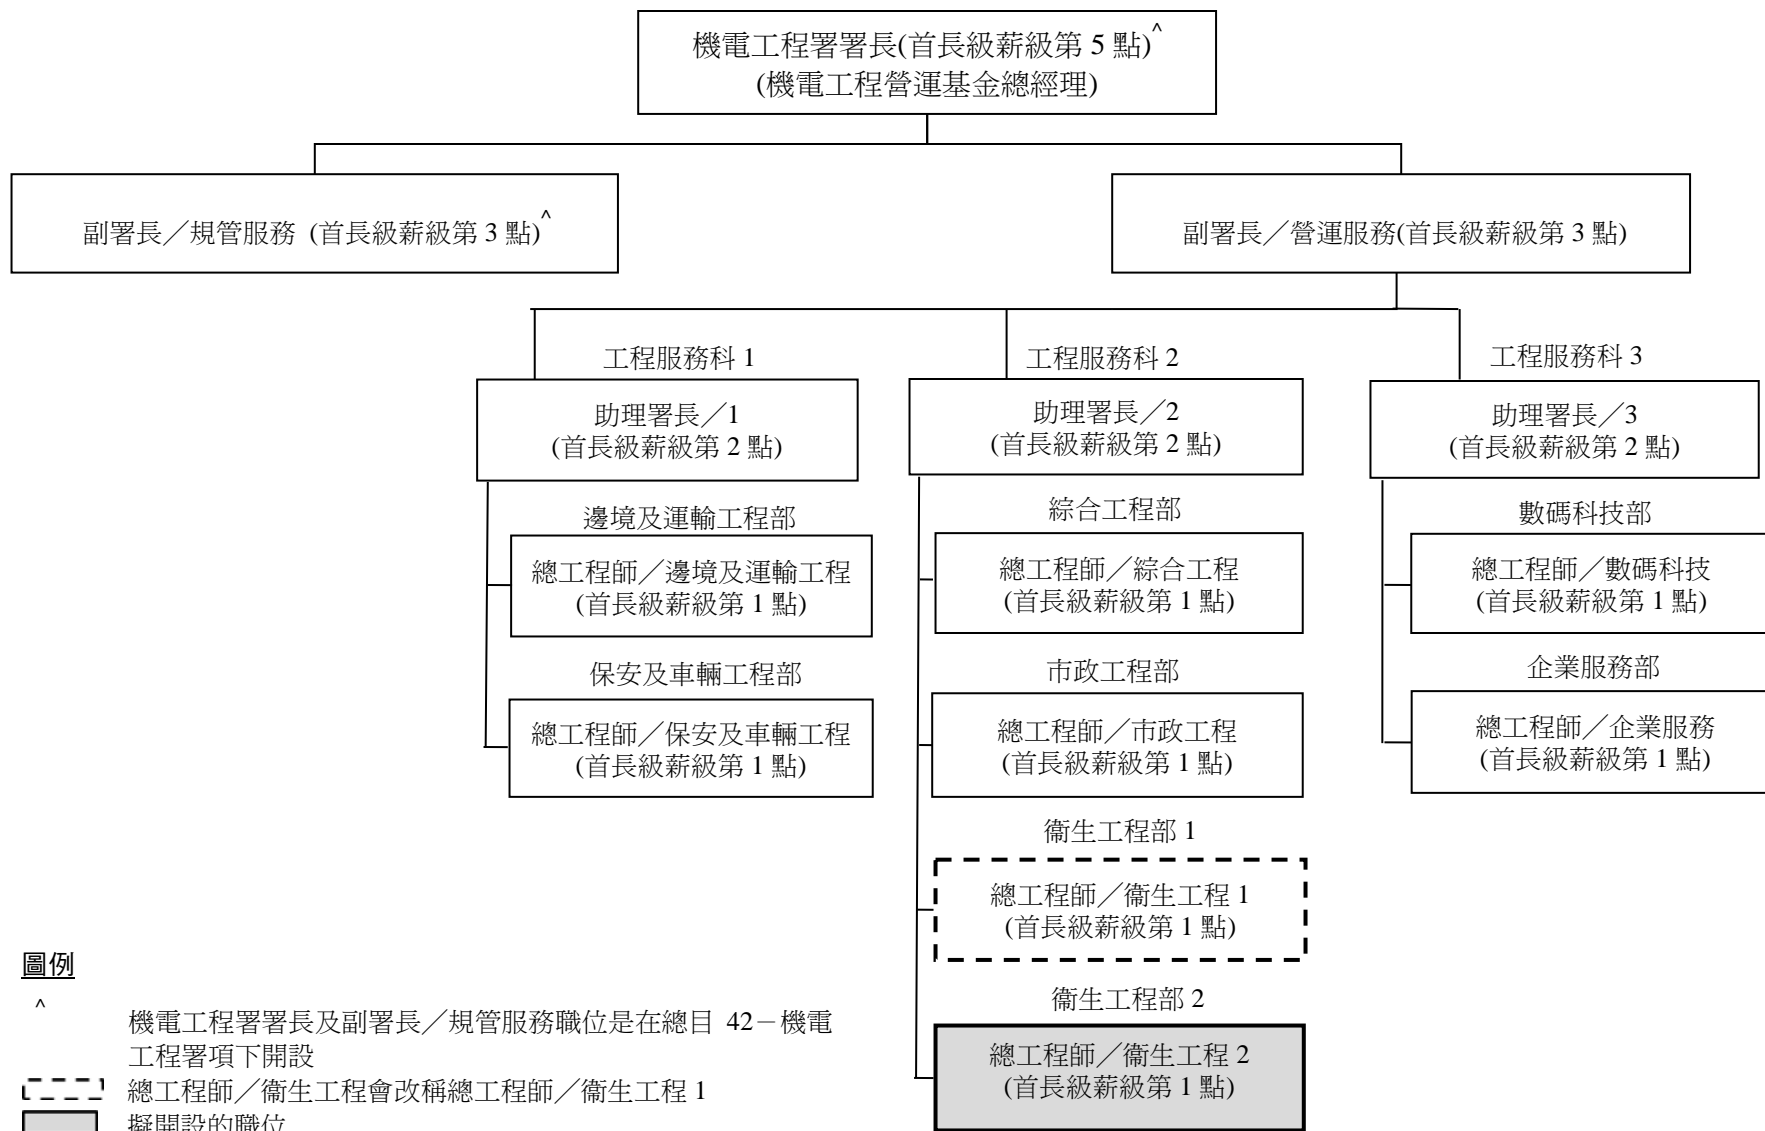 機電工程署署長(首長級薪級第 5 點)^
(機電工程營運基金總經理)
副署長／規管服務 (首長級薪級第 3 點)^
副署長／營運服務(首長級薪級第 3 點)
工程服務科 1
助理署長／1
(首長級薪級第 2 點)
邊境及運輸工程部
總工程師／邊境及運輸工程
(首長級薪級第 1 點)
保安及車輛工程部
總工程師／保安及車輛工程
(首長級薪級第 1 點)
工程服務科 2
助理署長／2
(首長級薪級第 2 點)
綜合工程部
總工程師／綜合工程
(首長級薪級第 1 點)
市政工程部
總工程師／市政工程
(首長級薪級第 1 點)
衞生工程部 1
總工程師／衞生工程 1
(首長級薪級第 1 點)
衞生工程部 2
總工程師／衞生工程 2
(首長級薪級第 1 點)
工程服務科 3
助理署長／3
(首長級薪級第 2 點)
數碼科技部
總工程師／數碼科技
(首長級薪級第 1 點)
企業服務部
總工程師／企業服務
(首長級薪級第 1 點)
圖例
^ 機電工程署署長及副署長／規管服務職位是在總目 42－機電
工程署項下開設
總工程師／衞生工程會改稱總工程師／衞生工程 1
擬開設的職位